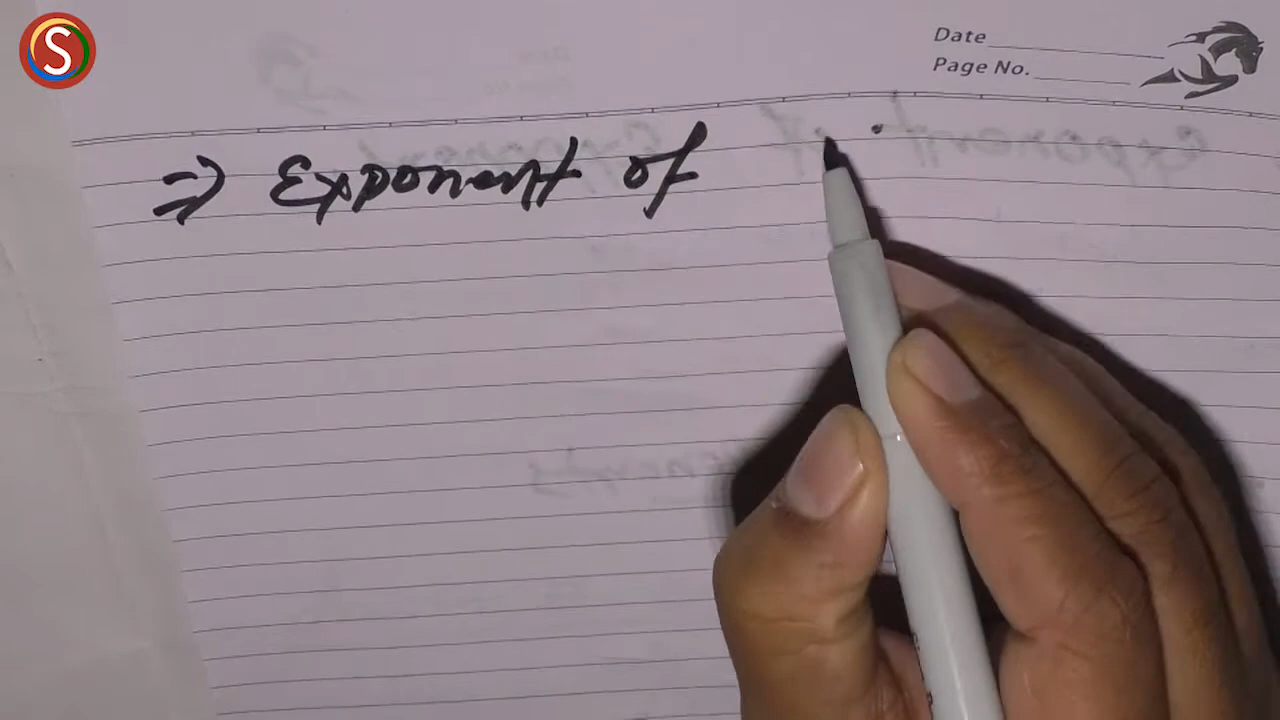 S
Date
Page No.
⇒ Exponent of